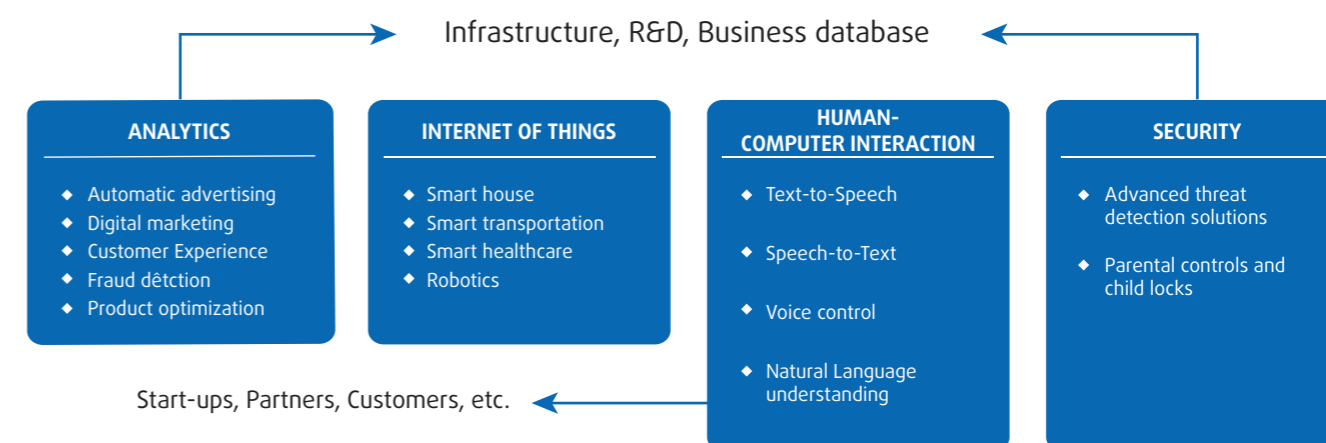 Infrastructure, R&D, Business database
ANALYTICS
Automatic advertising
Digital marketing
Customer Experience
Fraud dêtction
Product optimization
INTERNET OF THINGS
Smart house
Smart transportation
Smart healthcare
Robotics
HUMAN-
COMPUTER INTERACTION
Text-to-Speech
Speech-to-Text
Voice control
Natural Language
understanding
SECURITY
Advanced threat
detection solutions
Parental controls and
child locks
Start-ups, Partners, Customers, etc.